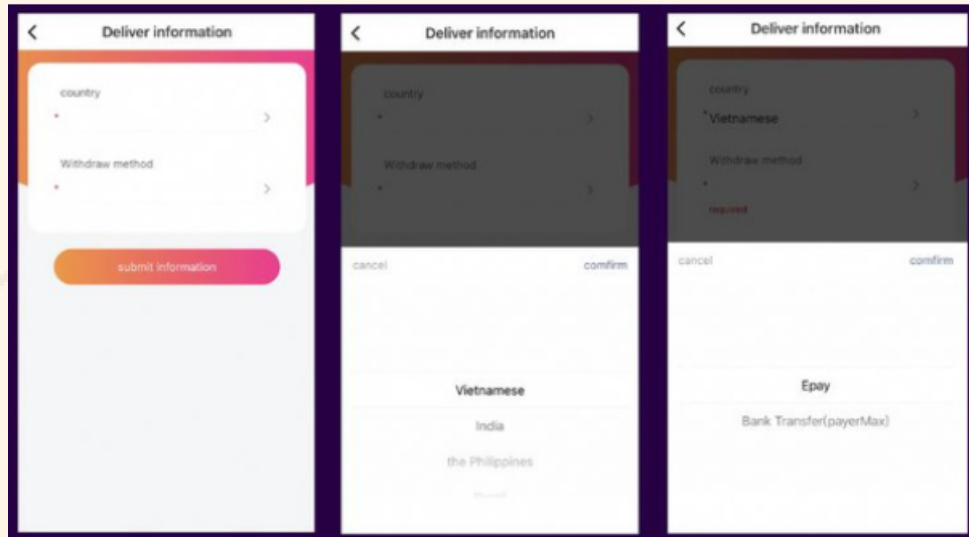 Deliver information
country
*
Withdraw method
*
submit information
Deliver information
country
*
Withdraw method
*
cancel
comfirm
Vietnamese
India
the Philippines
Deliver information
country
*Vietnamese
Withdraw method
*
required
cancel
comfirm
Epay
Bank Transfer(payerMax)